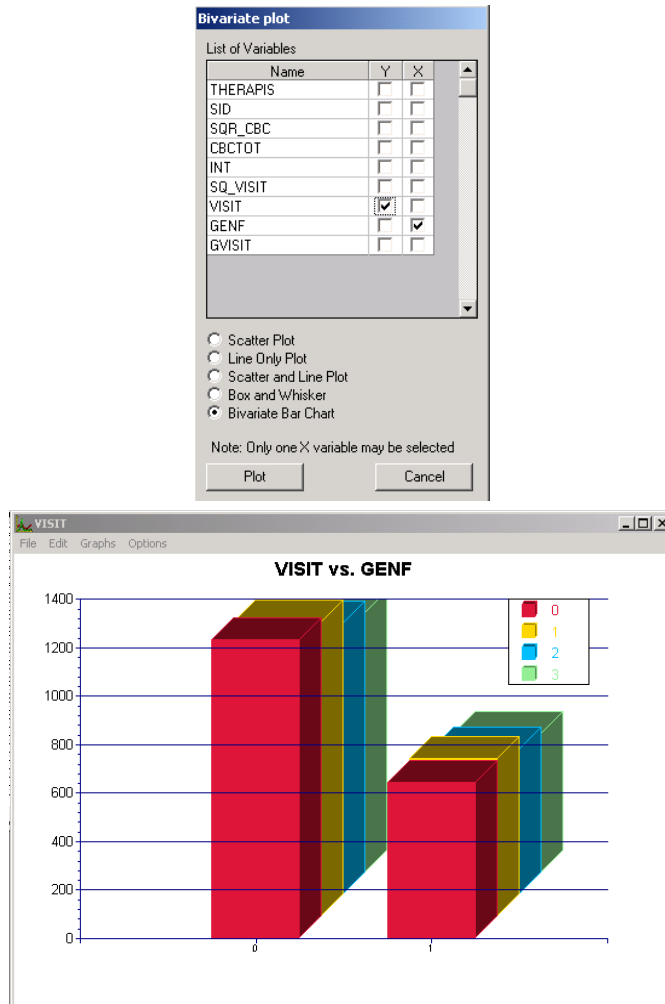 Bivariate plot
List of Variables
Name Y X
THERAPIS
SID
SQR_CBC
CBCTOT
INT
SQ_VISIT
VISIT
GENF
GVISIT
Scatter Plot
Line Only Plot
Scatter and Line Plot
Box and Whisker
Bivariate Bar Chart
Note: Only one X variable may be selected
Plot Cancel
VISIT
File Edit Graphs Options
VISIT vs. GENF
1400
1200
1000
800
600
400
200
0
0 1
0
1
2
3